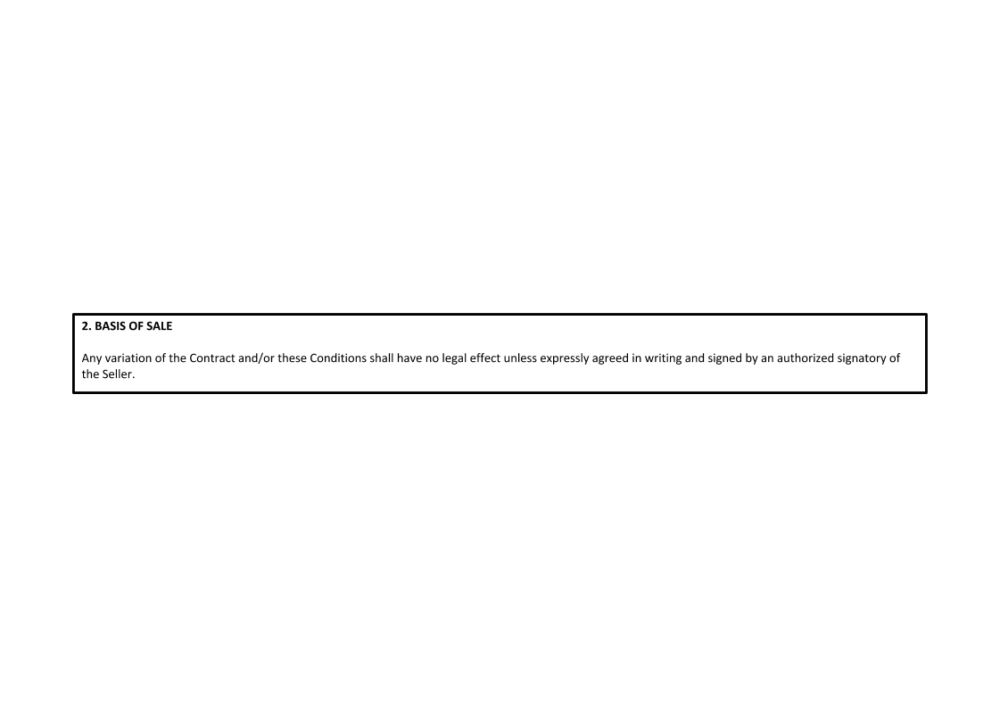 2. BASIS OF SALE
Any variation of the Contract and/or these Conditions shall have no legal effect unless expressly agreed in writing and signed by an authorized signatory of
the Seller.